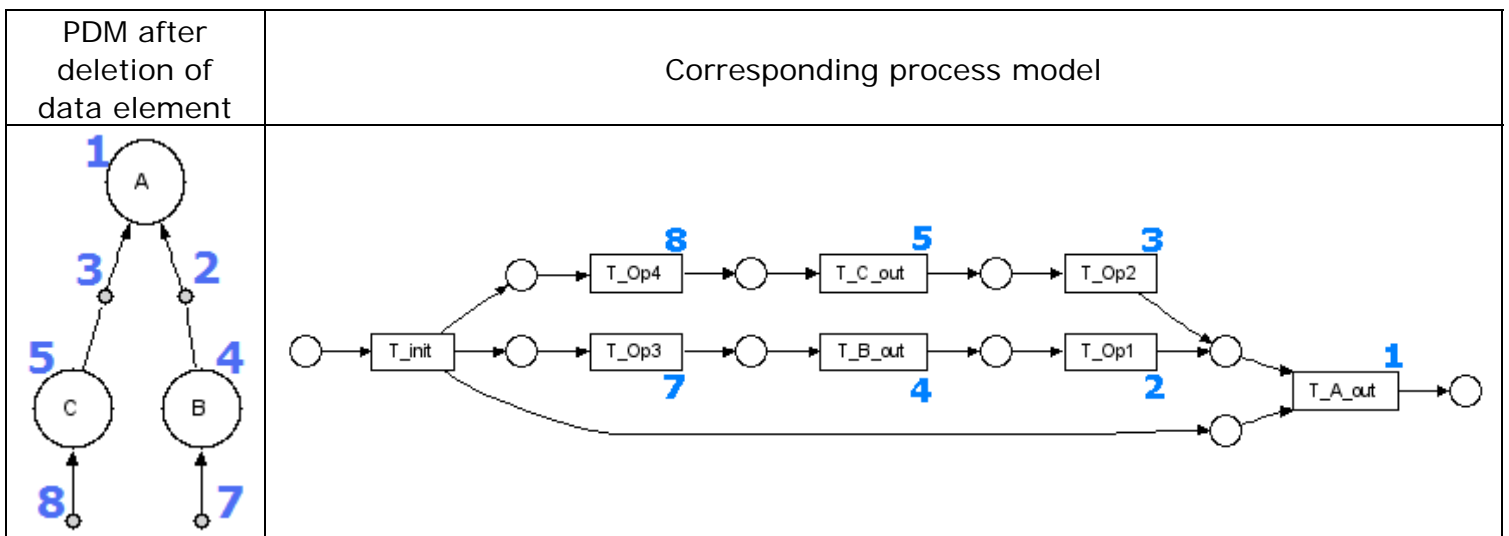 PDM after
deletion of
data element
Corresponding process model
1
A
3
2
5
4
C
B
8
7
8
5
3
T_Op4
T_C_out
T_Op2
T_init
T_Op3
T_B_out
T_Op1
7
4
2
1
T_A_out